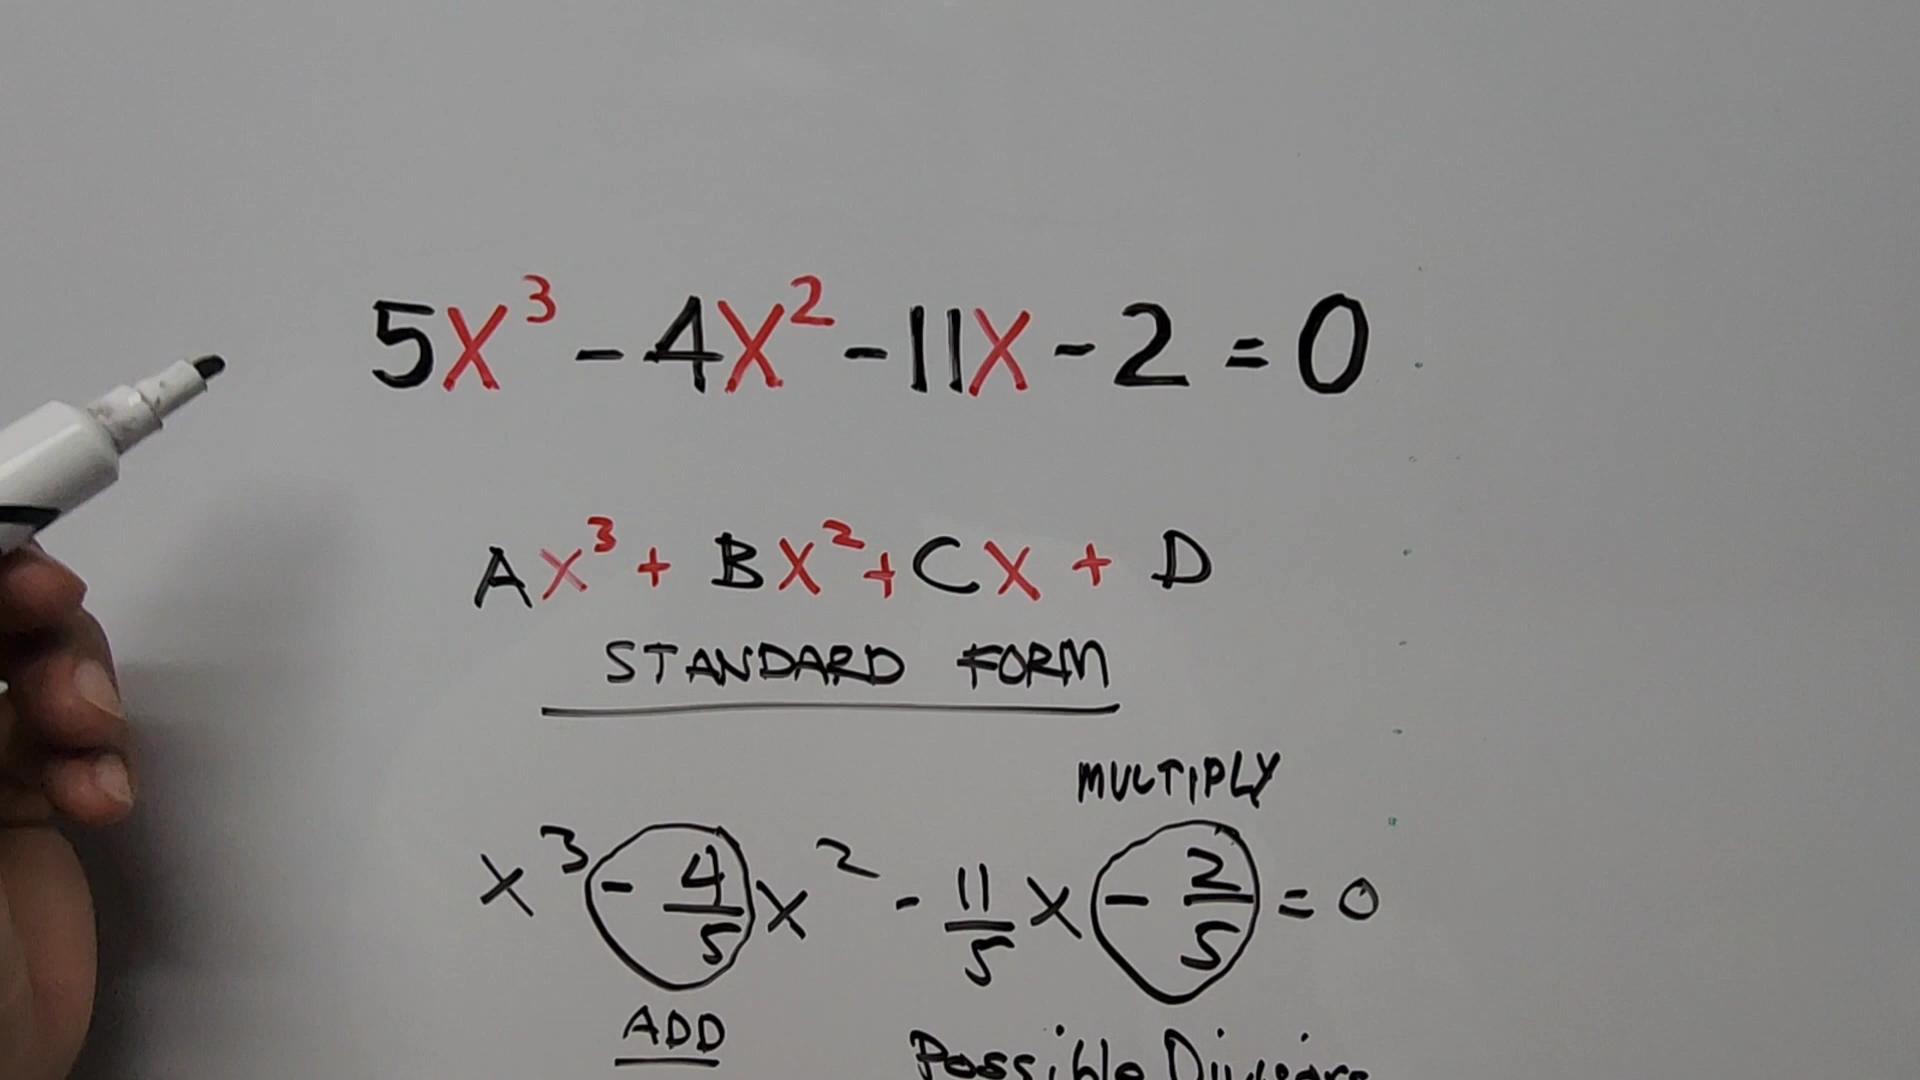 5x³ - 4x² - 11x - 2 = 0
Ax³ + Bx² + Cx + D
STANDARD FORM
MULTIPLY
x³ - 4/5 x² - 11/5 x - 2/5 = 0
ADD
Possible Divisors